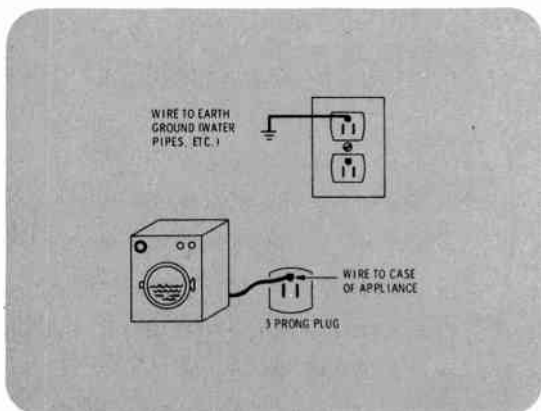 WIRE TO EARTH
GROUND (WATER
PIPES, ETC.)
WIRE TO CASE
OF APPLIANCE
3 PRONG PLUG